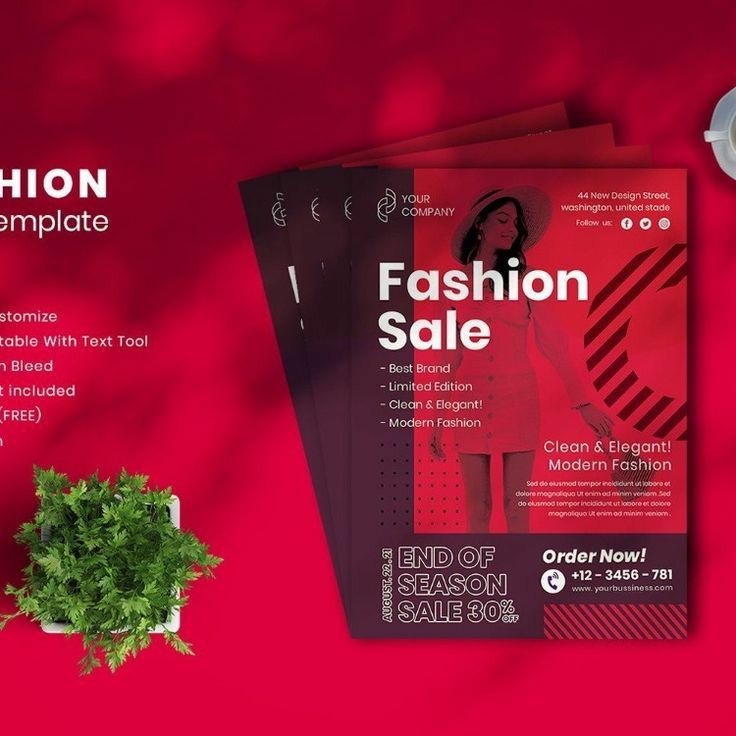 HION
emplate
stomize
table With Text Tool
n Bleed
t included
(FREE)
n
YOUR
COMPANY
44 New Design Street,
washington, united stade
Follow us:
Fashion
Sale
- Best Brand
- Limited Edition
- Clean & Elegant!
- Modern Fashion
Clean & Elegant!
Modern Fashion
Sed do eiusmod tempor incididunt ut labore et
dolore magnaliqua Ut enim ad minim veniam.Sed
do eiusmod tempor incididunt ut labore et dolore
magnaliqua Ut enim ad minim veniam .
AUGUST. 22. 21
END OF
SEASON
SALE 30%
OFF
Order Now!
+12 - 3456 - 781
www. yourbussiness.com